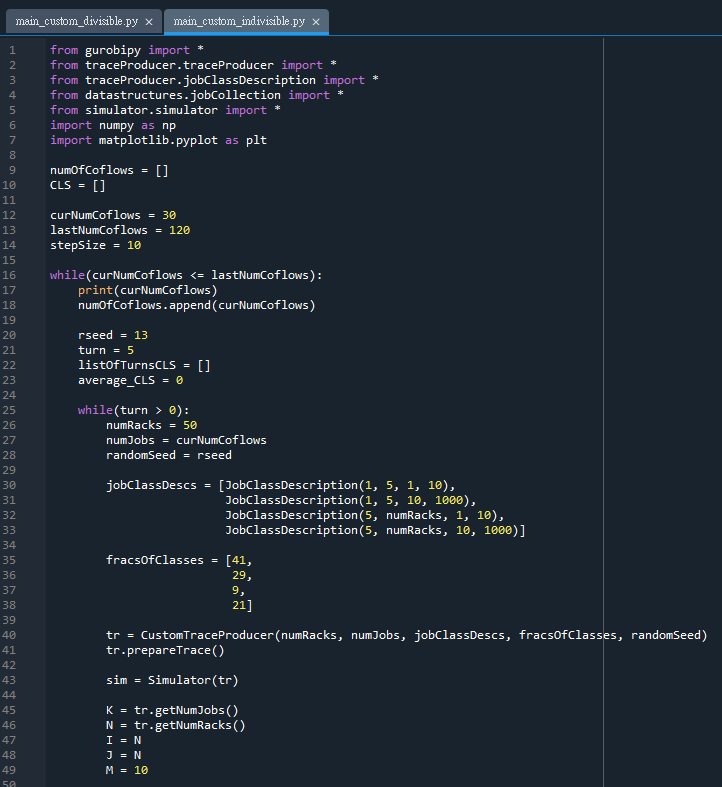 main_custom_divisible.py × main_custom_indivisible.py ×
1 from gurobipy import *
2 from traceProducer.traceProducer import *
3 from traceProducer.jobClassDescription import *
4 from datastructures.jobCollection import *
5 from simulator.simulator import *
6 import numpy as np
7 import matplotlib.pyplot as plt
8
9 numOfCoflows = []
10 CLS = []
11
12 curNumCoflows = 30
13 lastNumCoflows = 120
14 stepSize = 10
15
16 while(curNumCoflows <= lastNumCoflows):
17     print(curNumCoflows)
18     numOfCoflows.append(curNumCoflows)
19
20     rseed = 13
21     turn = 5
22     listOfTurnsCLS = []
23     average_CLS = 0
24
25     while(turn > 0):
26         numRacks = 50
27         numJobs = curNumCoflows
28         randomSeed = rseed
29
30         jobClassDescs = [JobClassDescription(1, 5, 1, 10),
31                          JobClassDescription(1, 5, 10, 1000),
32                          JobClassDescription(5, numRacks, 1, 10),
33                          JobClassDescription(5, numRacks, 10, 1000)]
34
35         fracsOfClasses = [41,
36                           29,
37                           9,
38                           21]
39
40         tr = CustomTraceProducer(numRacks, numJobs, jobClassDescs, fracsOfClasses, randomSeed)
41         tr.prepareTrace()
42
43         sim = Simulator(tr)
44
45         K = tr.getNumJobs()
46         N = tr.getNumRacks()
47         I = N
48         J = N
49         M = 10
50